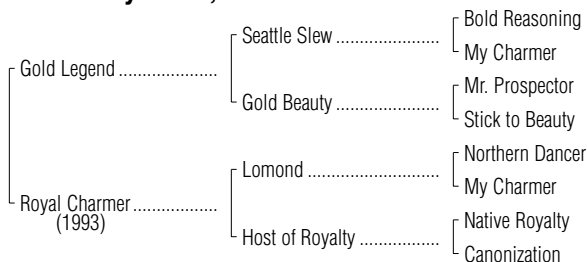 Bold Reasoning
Seattle Slew ....................
My Charmer
Gold Legend ...................
Mr. Prospector
Gold Beauty ....................
Stick to Beauty
Northern Dancer
Lomond ..........................
My Charmer
Royal Charmer ................
(1993)
Native Royalty
Host of Royalty ...............
Canonization